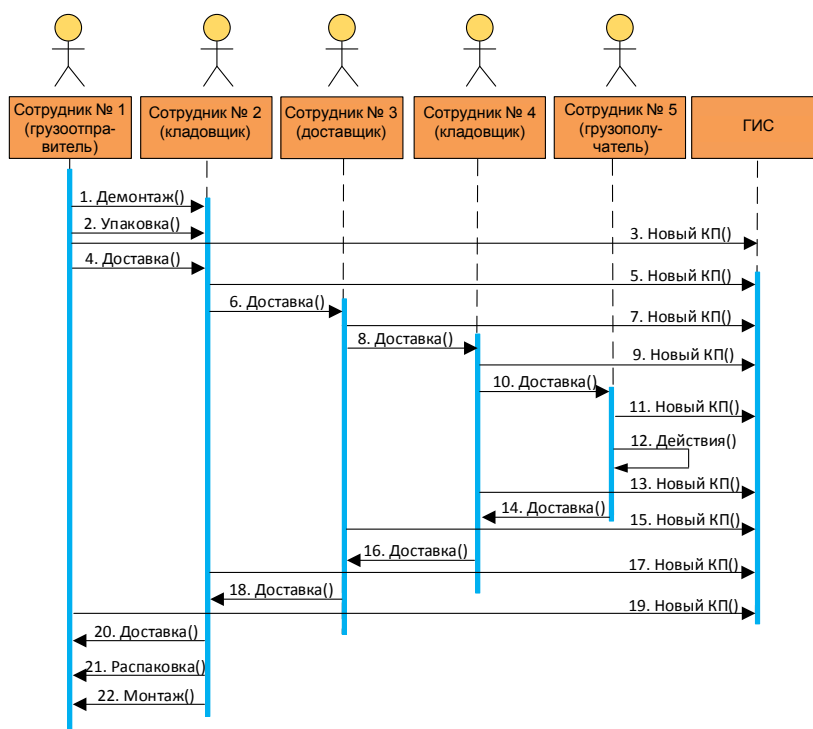 Сотрудник № 1
(грузоотпра-
витель)
Сотрудник № 2
(кладовщик)
Сотрудник № 3
(доставщик)
Сотрудник № 4
(кладовщик)
Сотрудник № 5
(грузополу-
чатель)
ГИС
1. Демонтаж()
2. Упаковка()
3. Новый КП()
4. Доставка()
5. Новый КП()
6. Доставка()
7. Новый КП()
8. Доставка()
9. Новый КП()
10. Доставка()
11. Новый КП()
12. Действия()
13. Новый КП()
14. Доставка()
15. Новый КП()
16. Доставка()
17. Новый КП()
18. Доставка()
19. Новый КП()
20. Доставка()
21. Распаковка()
22. Монтаж()